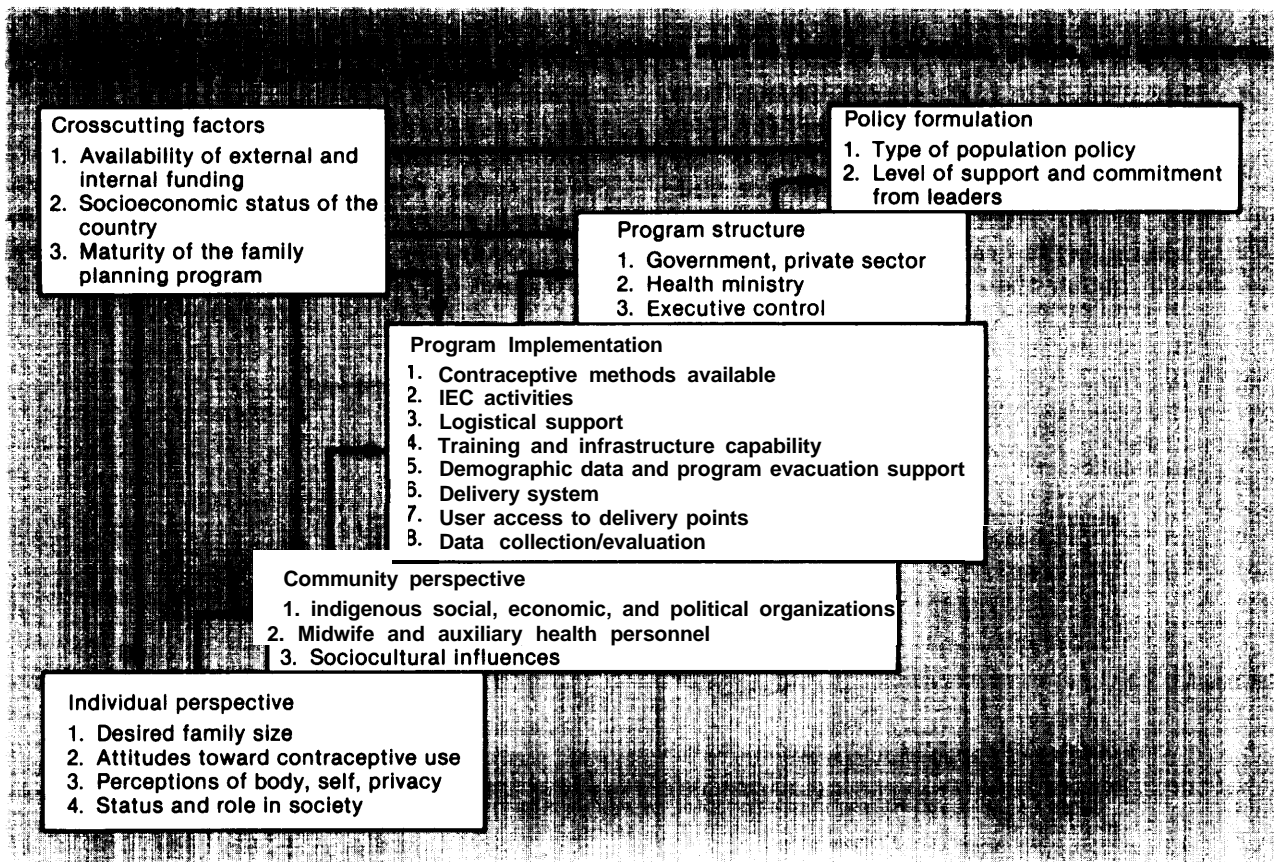 Crosscutting factors
1. Availability of external and
internal funding
2. Socioeconomic status of the
country
3. Maturity of the family
planning program
Policy formulation
1. Type of population policy
2. Level of support and commitment
from leaders
Program structure
1. Government, private sector
2. Health ministry
3. Executive control
Program Implementation
1. Contraceptive methods available
2. IEC activities
3. Logistical support
4. Training and infrastructure capability
5. Demographic data and program evacuation support
6. Delivery system
7. User access to delivery points
8. Data collection/evaluation
Community perspective
1. indigenous social, economic, and political organizations
2. Midwife and auxiliary health personnel
3. Sociocultural influences
Individual perspective
1. Desired family size
2. Attitudes toward contraceptive use
3. Perceptions of body, self, privacy
4. Status and role in society